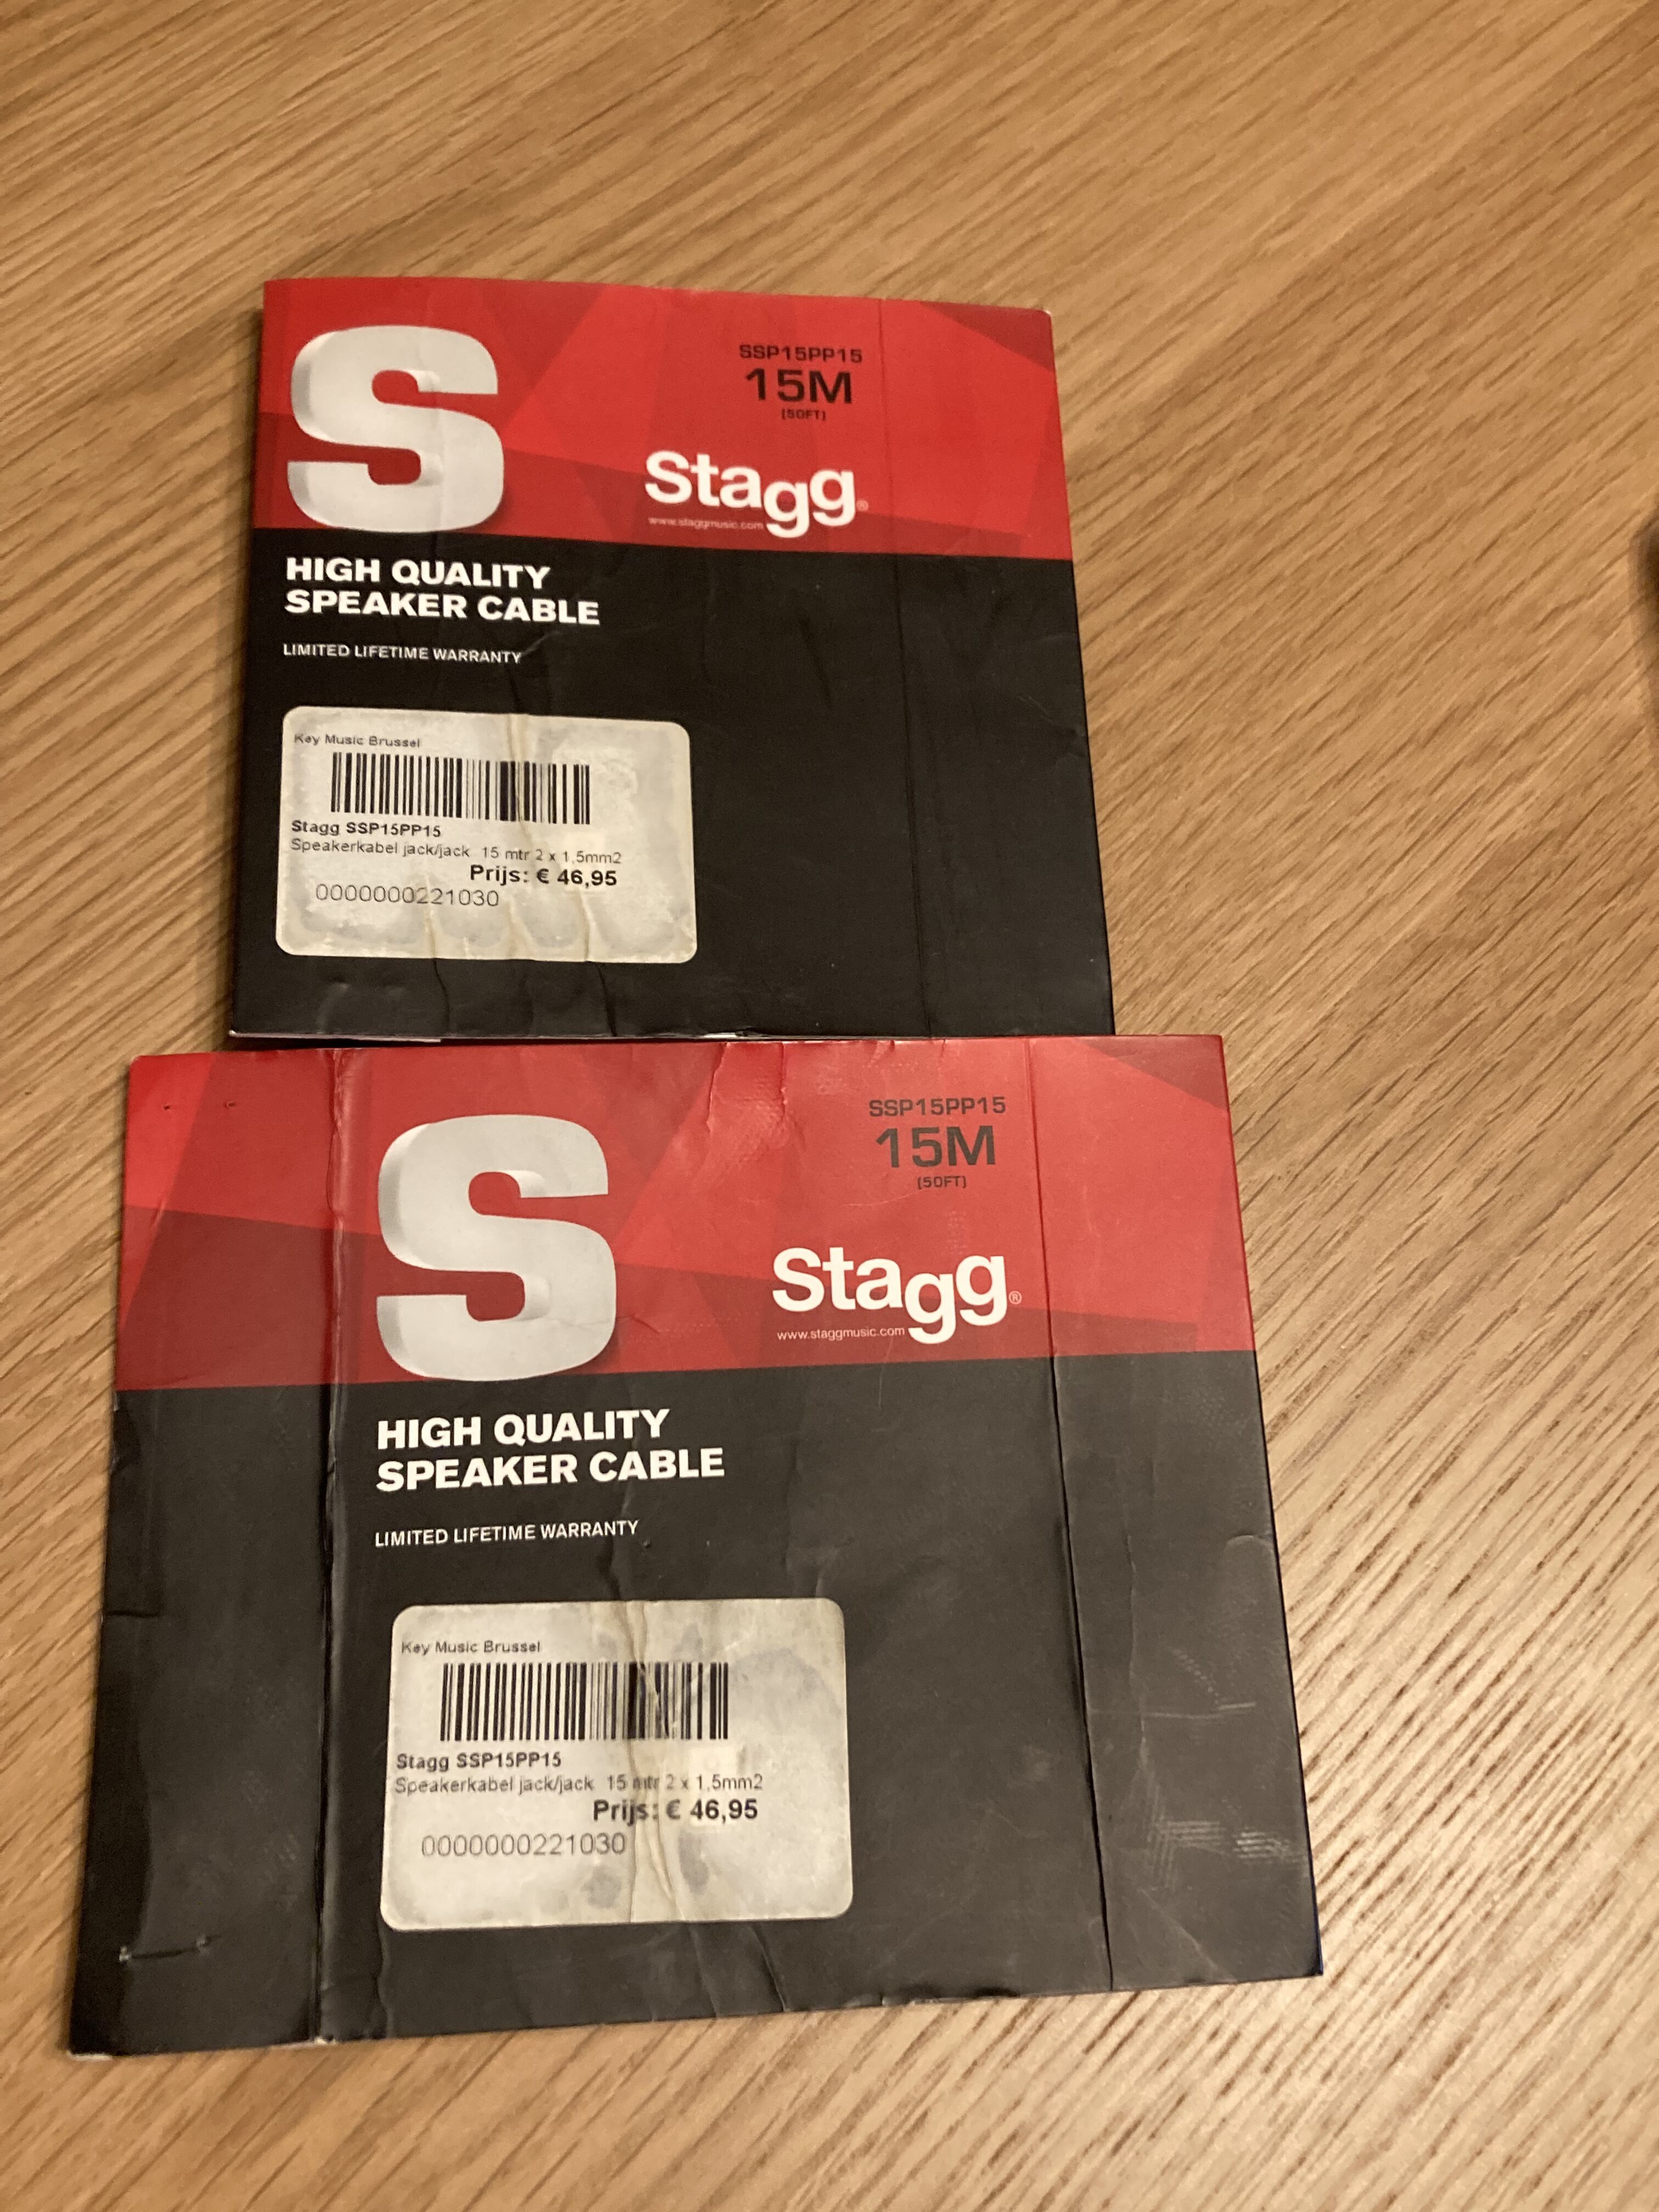 S
SSP15PP15
15M
(50FT)
Stagg®
www.staggmusic.com
HIGH QUALITY
SPEAKER CABLE
LIMITED LIFETIME WARRANTY
Key Music Brussel
Stagg SSP15PP15
Speakerkabel jack/jack 15 mtr 2 x 1,5mm2
Prijs: € 46,95
0000000221030
S
SSP15PP15
15M
(50FT)
Stagg®
www.staggmusic.com
HIGH QUALITY
SPEAKER CABLE
LIMITED LIFETIME WARRANTY
Key Music Brussel
Stagg SSP15PP15
Speakerkabel jack/jack 15 mtr 2 x 1,5mm2
Prijs: € 46,95
0000000221030